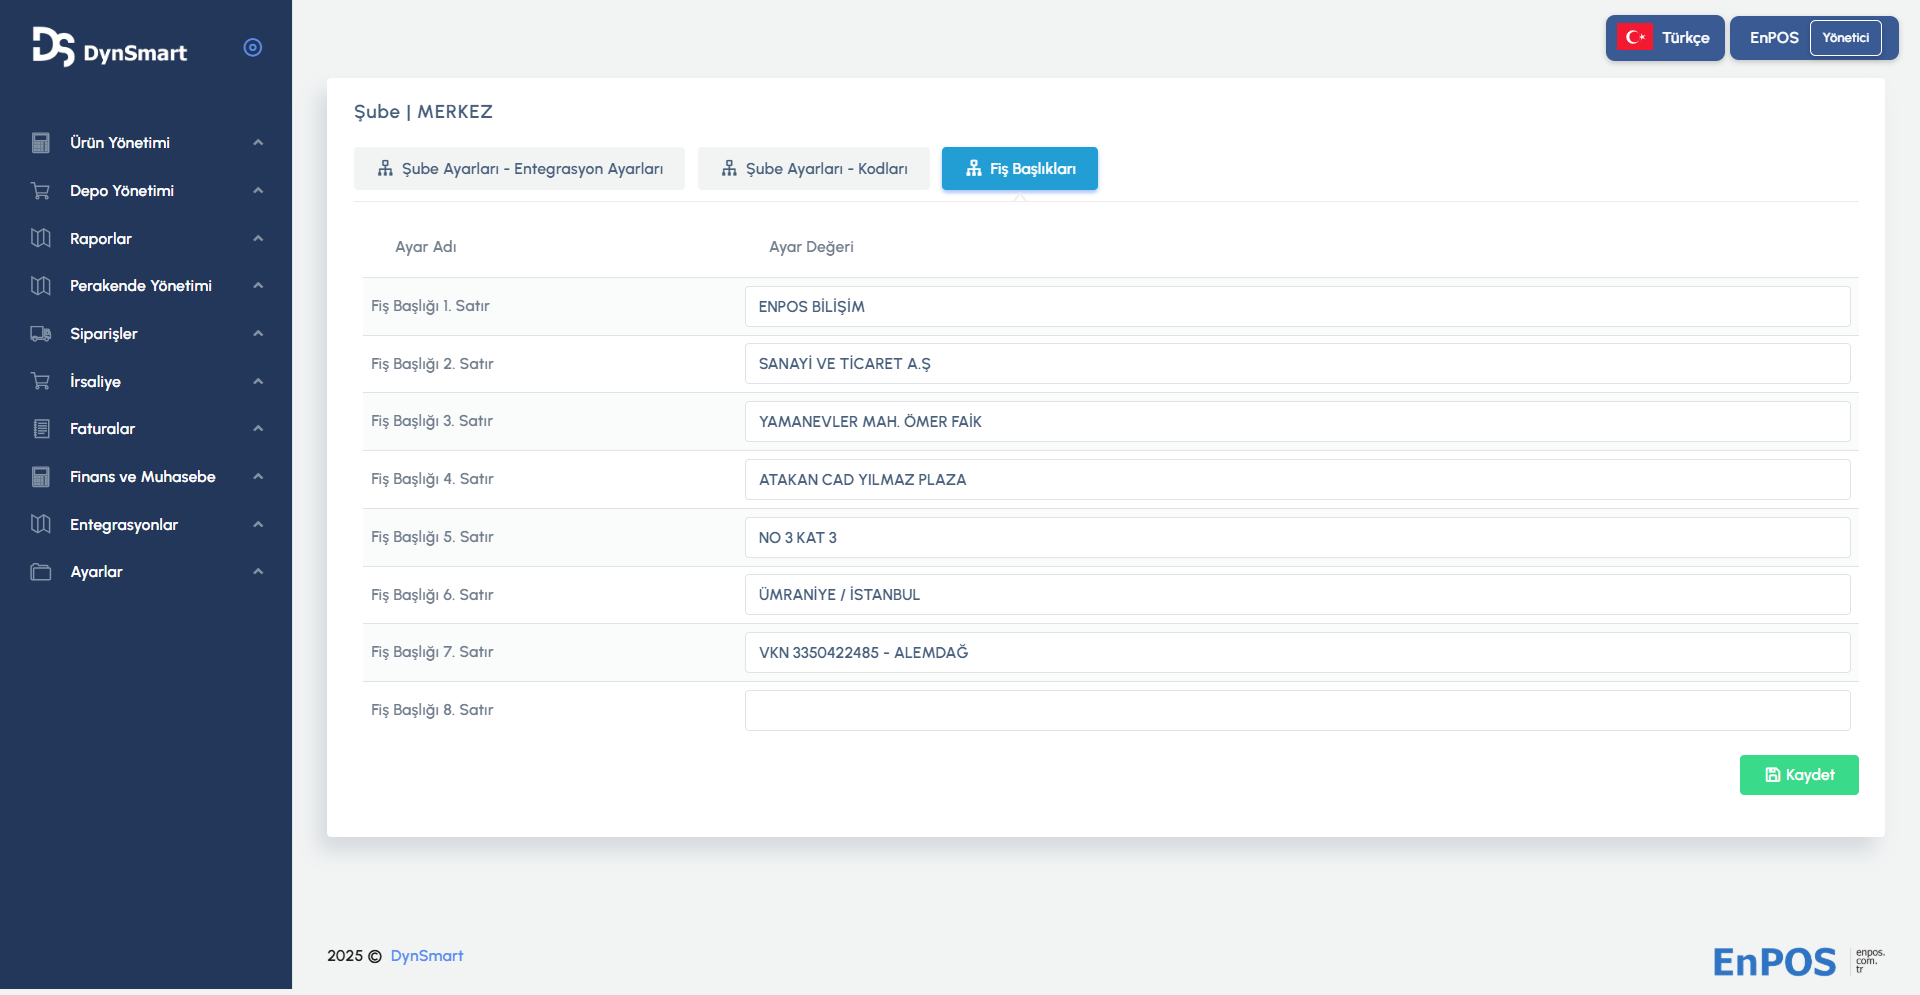 DS DynSmart
Türkçe
EnPOS Yönetici
Ürün Yönetimi
Depo Yönetimi
Raporlar
Perakende Yönetimi
Siparişler
İrsaliye
Faturalar
Finans ve Muhasebe
Entegrasyonlar
Ayarlar
Şube | MERKEZ
Şube Ayarları - Entegrasyon Ayarları
Şube Ayarları - Kodları
Fiş Başlıkları
Ayar Adı Ayar Değeri
Fiş Başlığı 1. Satır ENPOS BİLİŞİM
Fiş Başlığı 2. Satır SANAYİ VE TİCARET A.Ş
Fiş Başlığı 3. Satır YAMANEVLER MAH. ÖMER FAİK
Fiş Başlığı 4. Satır ATAKAN CAD YILMAZ PLAZA
Fiş Başlığı 5. Satır NO 3 KAT 3
Fiş Başlığı 6. Satır ÜMRANİYE / İSTANBUL
Fiş Başlığı 7. Satır VKN 3350422485 - ALEMDAĞ
Fiş Başlığı 8. Satır
Kaydet
2025 © DynSmart
EnPOS
enpos.
com.
tr